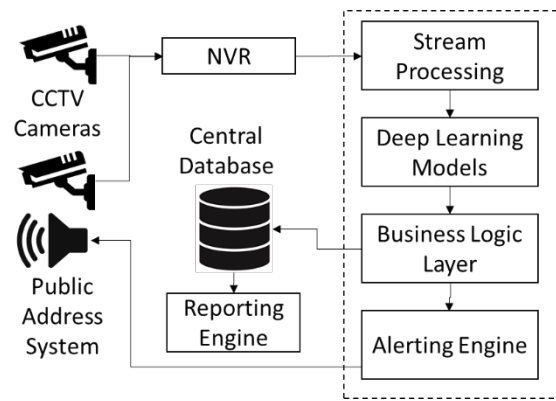 CCTV
Cameras
NVR
Stream
Processing
Deep Learning
Models
Central
Database
Business Logic
Layer
Public
Address
System
Reporting
Engine
Alerting Engine